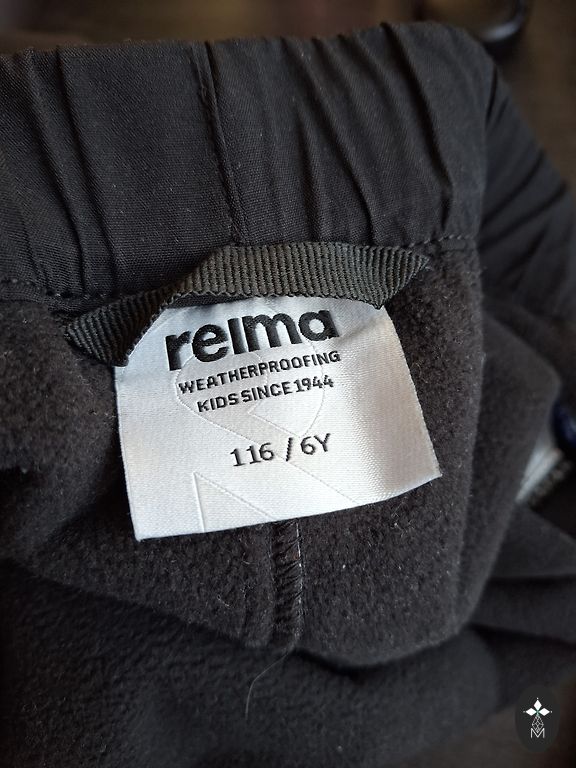 reima
WEATHERPROOFING
KIDS SINCE 1944
116 / 6Y